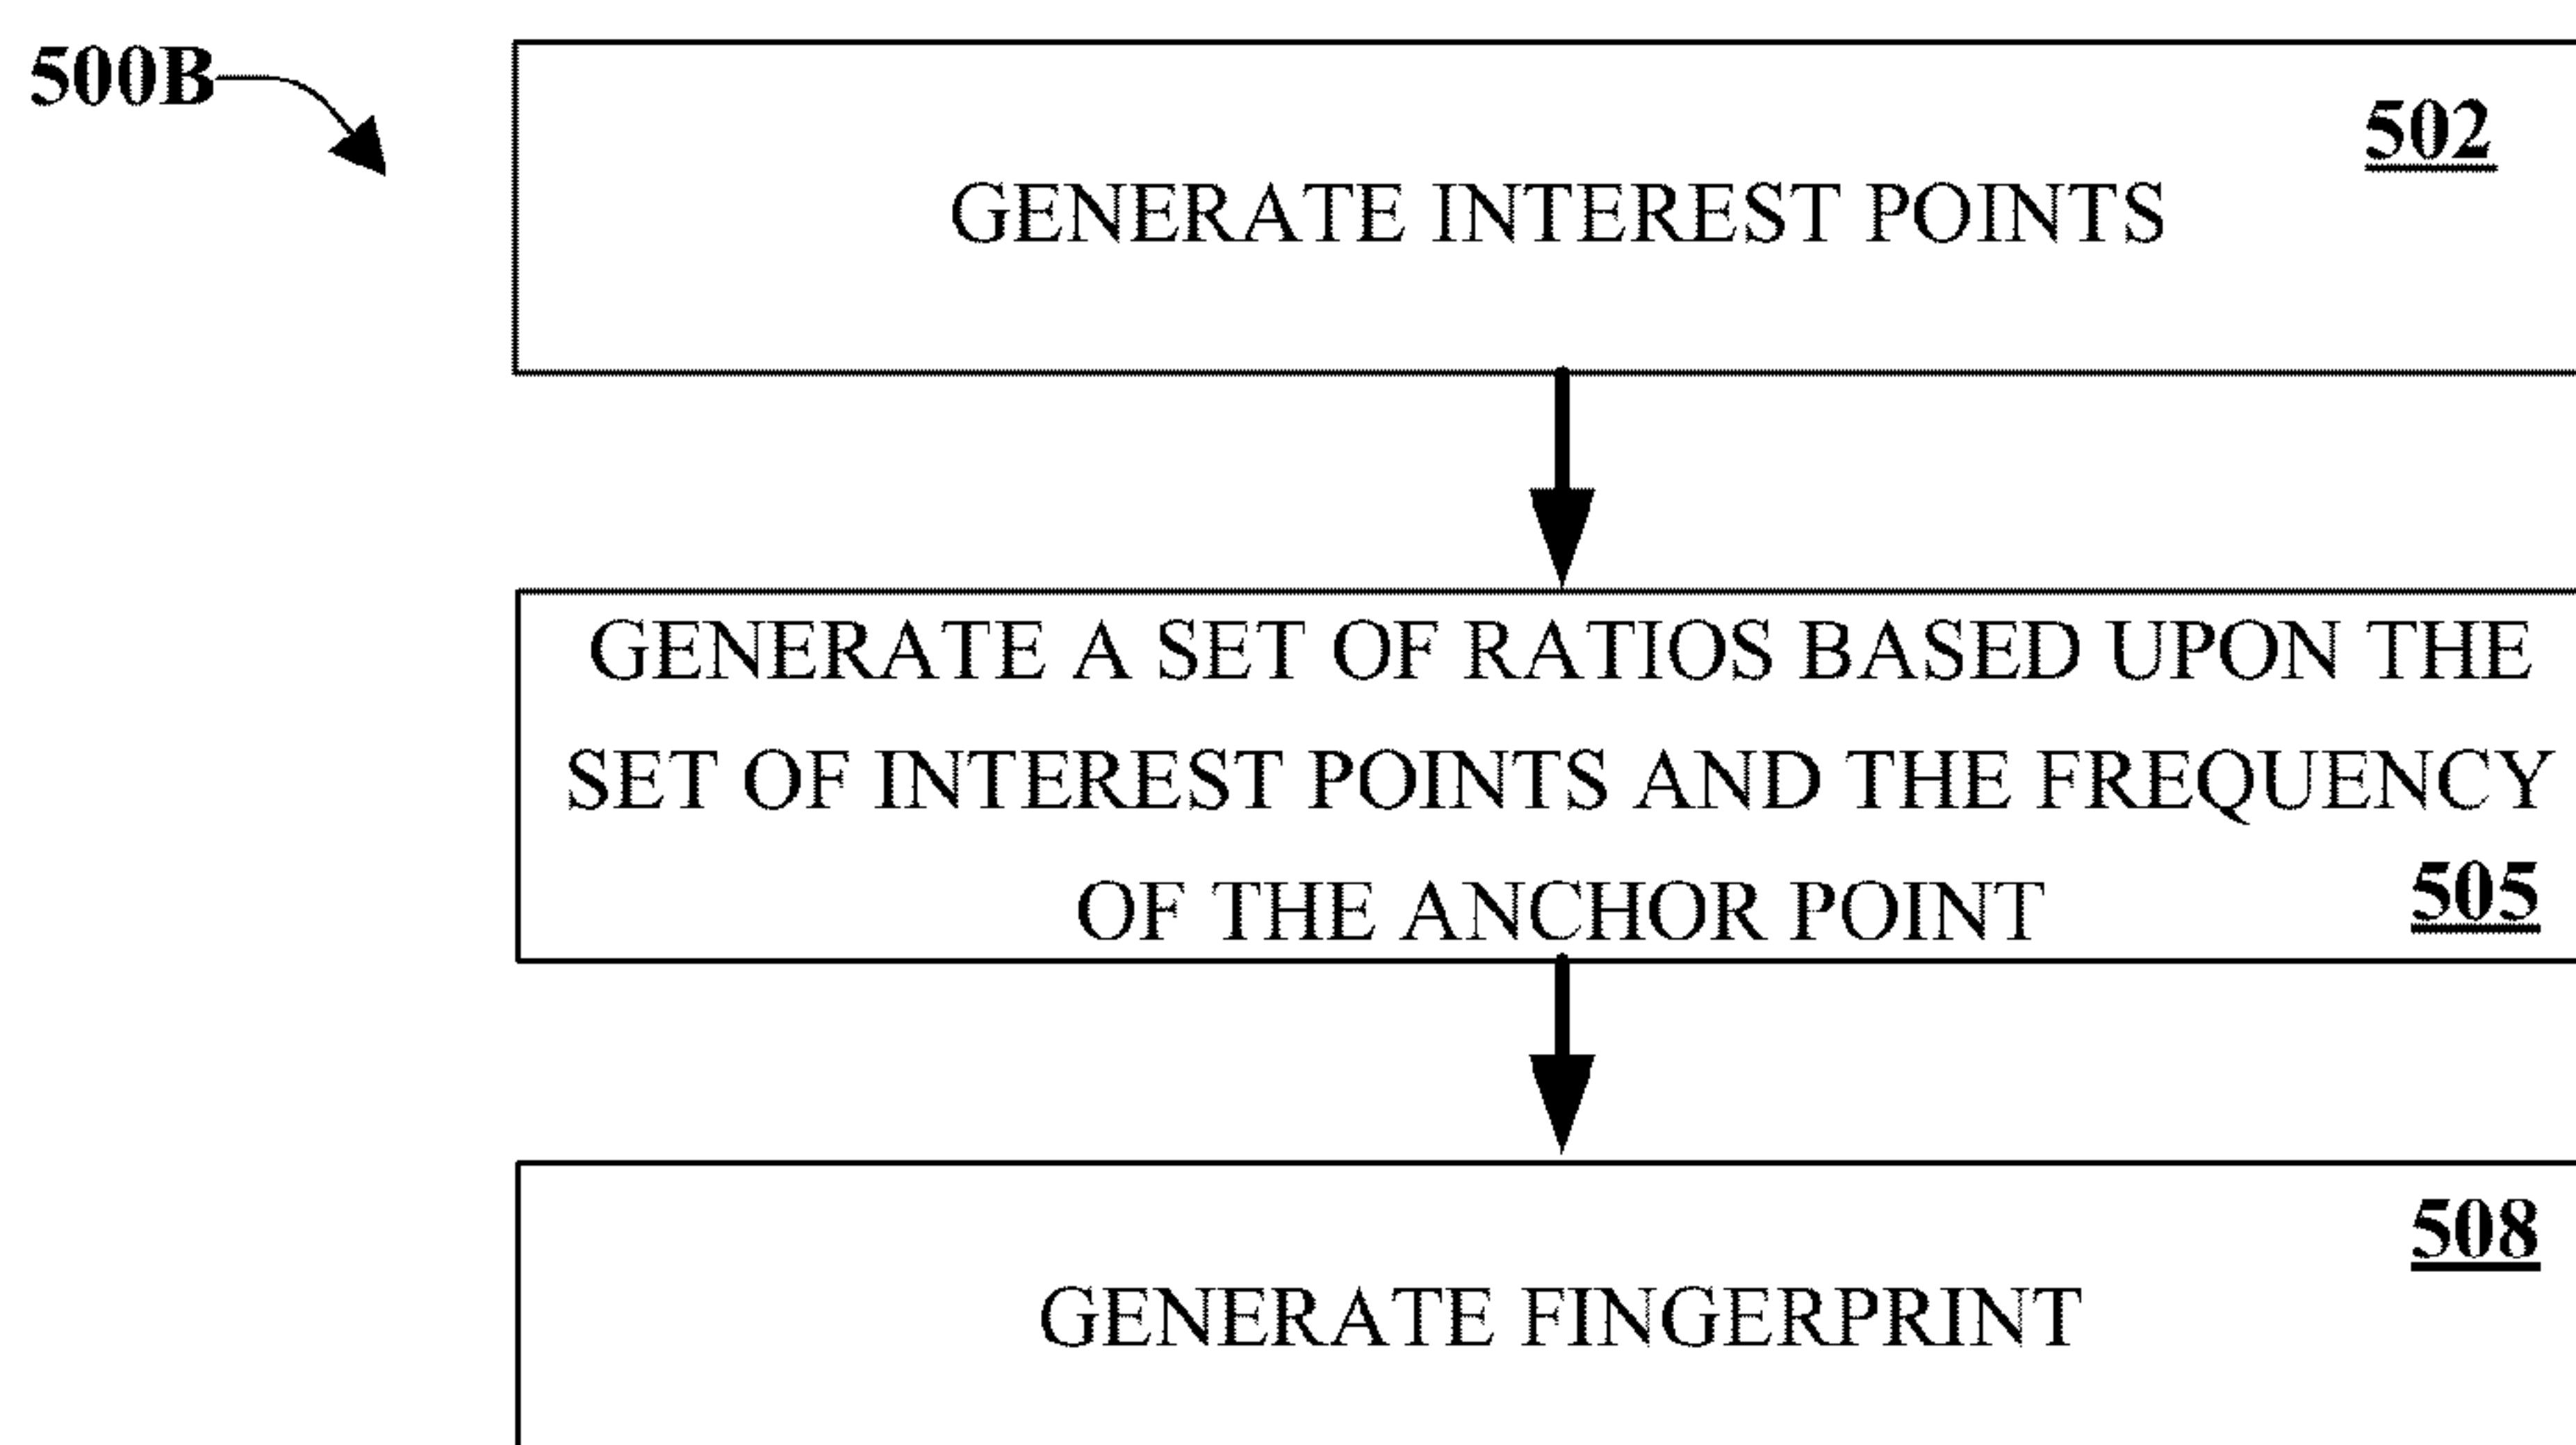 500B
502
GENERATE INTEREST POINTS
GENERATE A SET OF RATIOS BASED UPON THE
SET OF INTEREST POINTS AND THE FREQUENCY
OF THE ANCHOR POINT
505
508
GENERATE FINGERPRINT